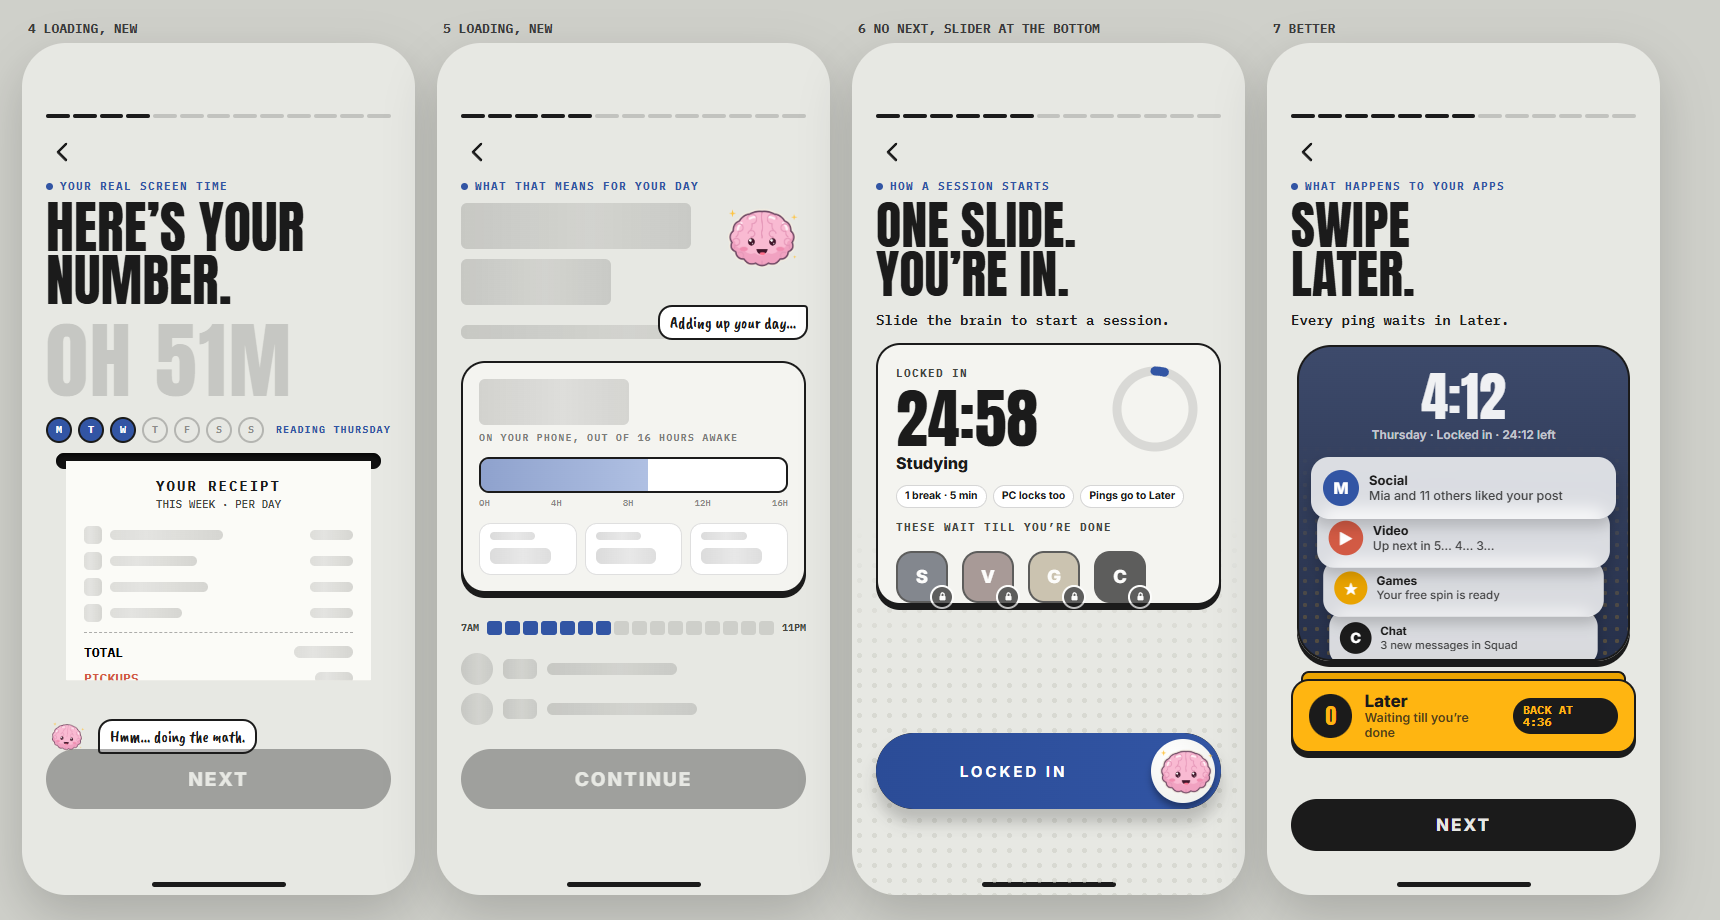 4 LOADING, NEW
YOUR REAL SCREEN TIME
HERE’S YOUR
NUMBER.
0H 51M
M T W T F S S READING THURSDAY
YOUR RECEIPT
THIS WEEK · PER DAY
TOTAL
PICKUPS
Hmm... doing the math.
NEXT
5 LOADING, NEW
WHAT THAT MEANS FOR YOUR DAY
Adding up your day...
ON YOUR PHONE, OUT OF 16 HOURS AWAKE
0H 4H 8H 12H 16H
7AM 11PM
CONTINUE
6 NO NEXT, SLIDER AT THE BOTTOM
HOW A SESSION STARTS
ONE SLIDE.
YOU’RE IN.
Slide the brain to start a session.
LOCKED IN
24:58
Studying
1 break · 5 min PC locks too Pings go to Later
THESE WAIT TILL YOU’RE DONE
S V G C
LOCKED IN
7 BETTER
WHAT HAPPENS TO YOUR APPS
SWIPE
LATER.
Every ping waits in Later.
4:12
Thursday · Locked in · 24:12 left
M Social
Mia and 11 others liked your post
Video
Up next in 5... 4... 3...
Games
Your free spin is ready
C Chat
3 new messages in Squad
0 Later
Waiting till you’re
done
BACK AT
4:36
NEXT